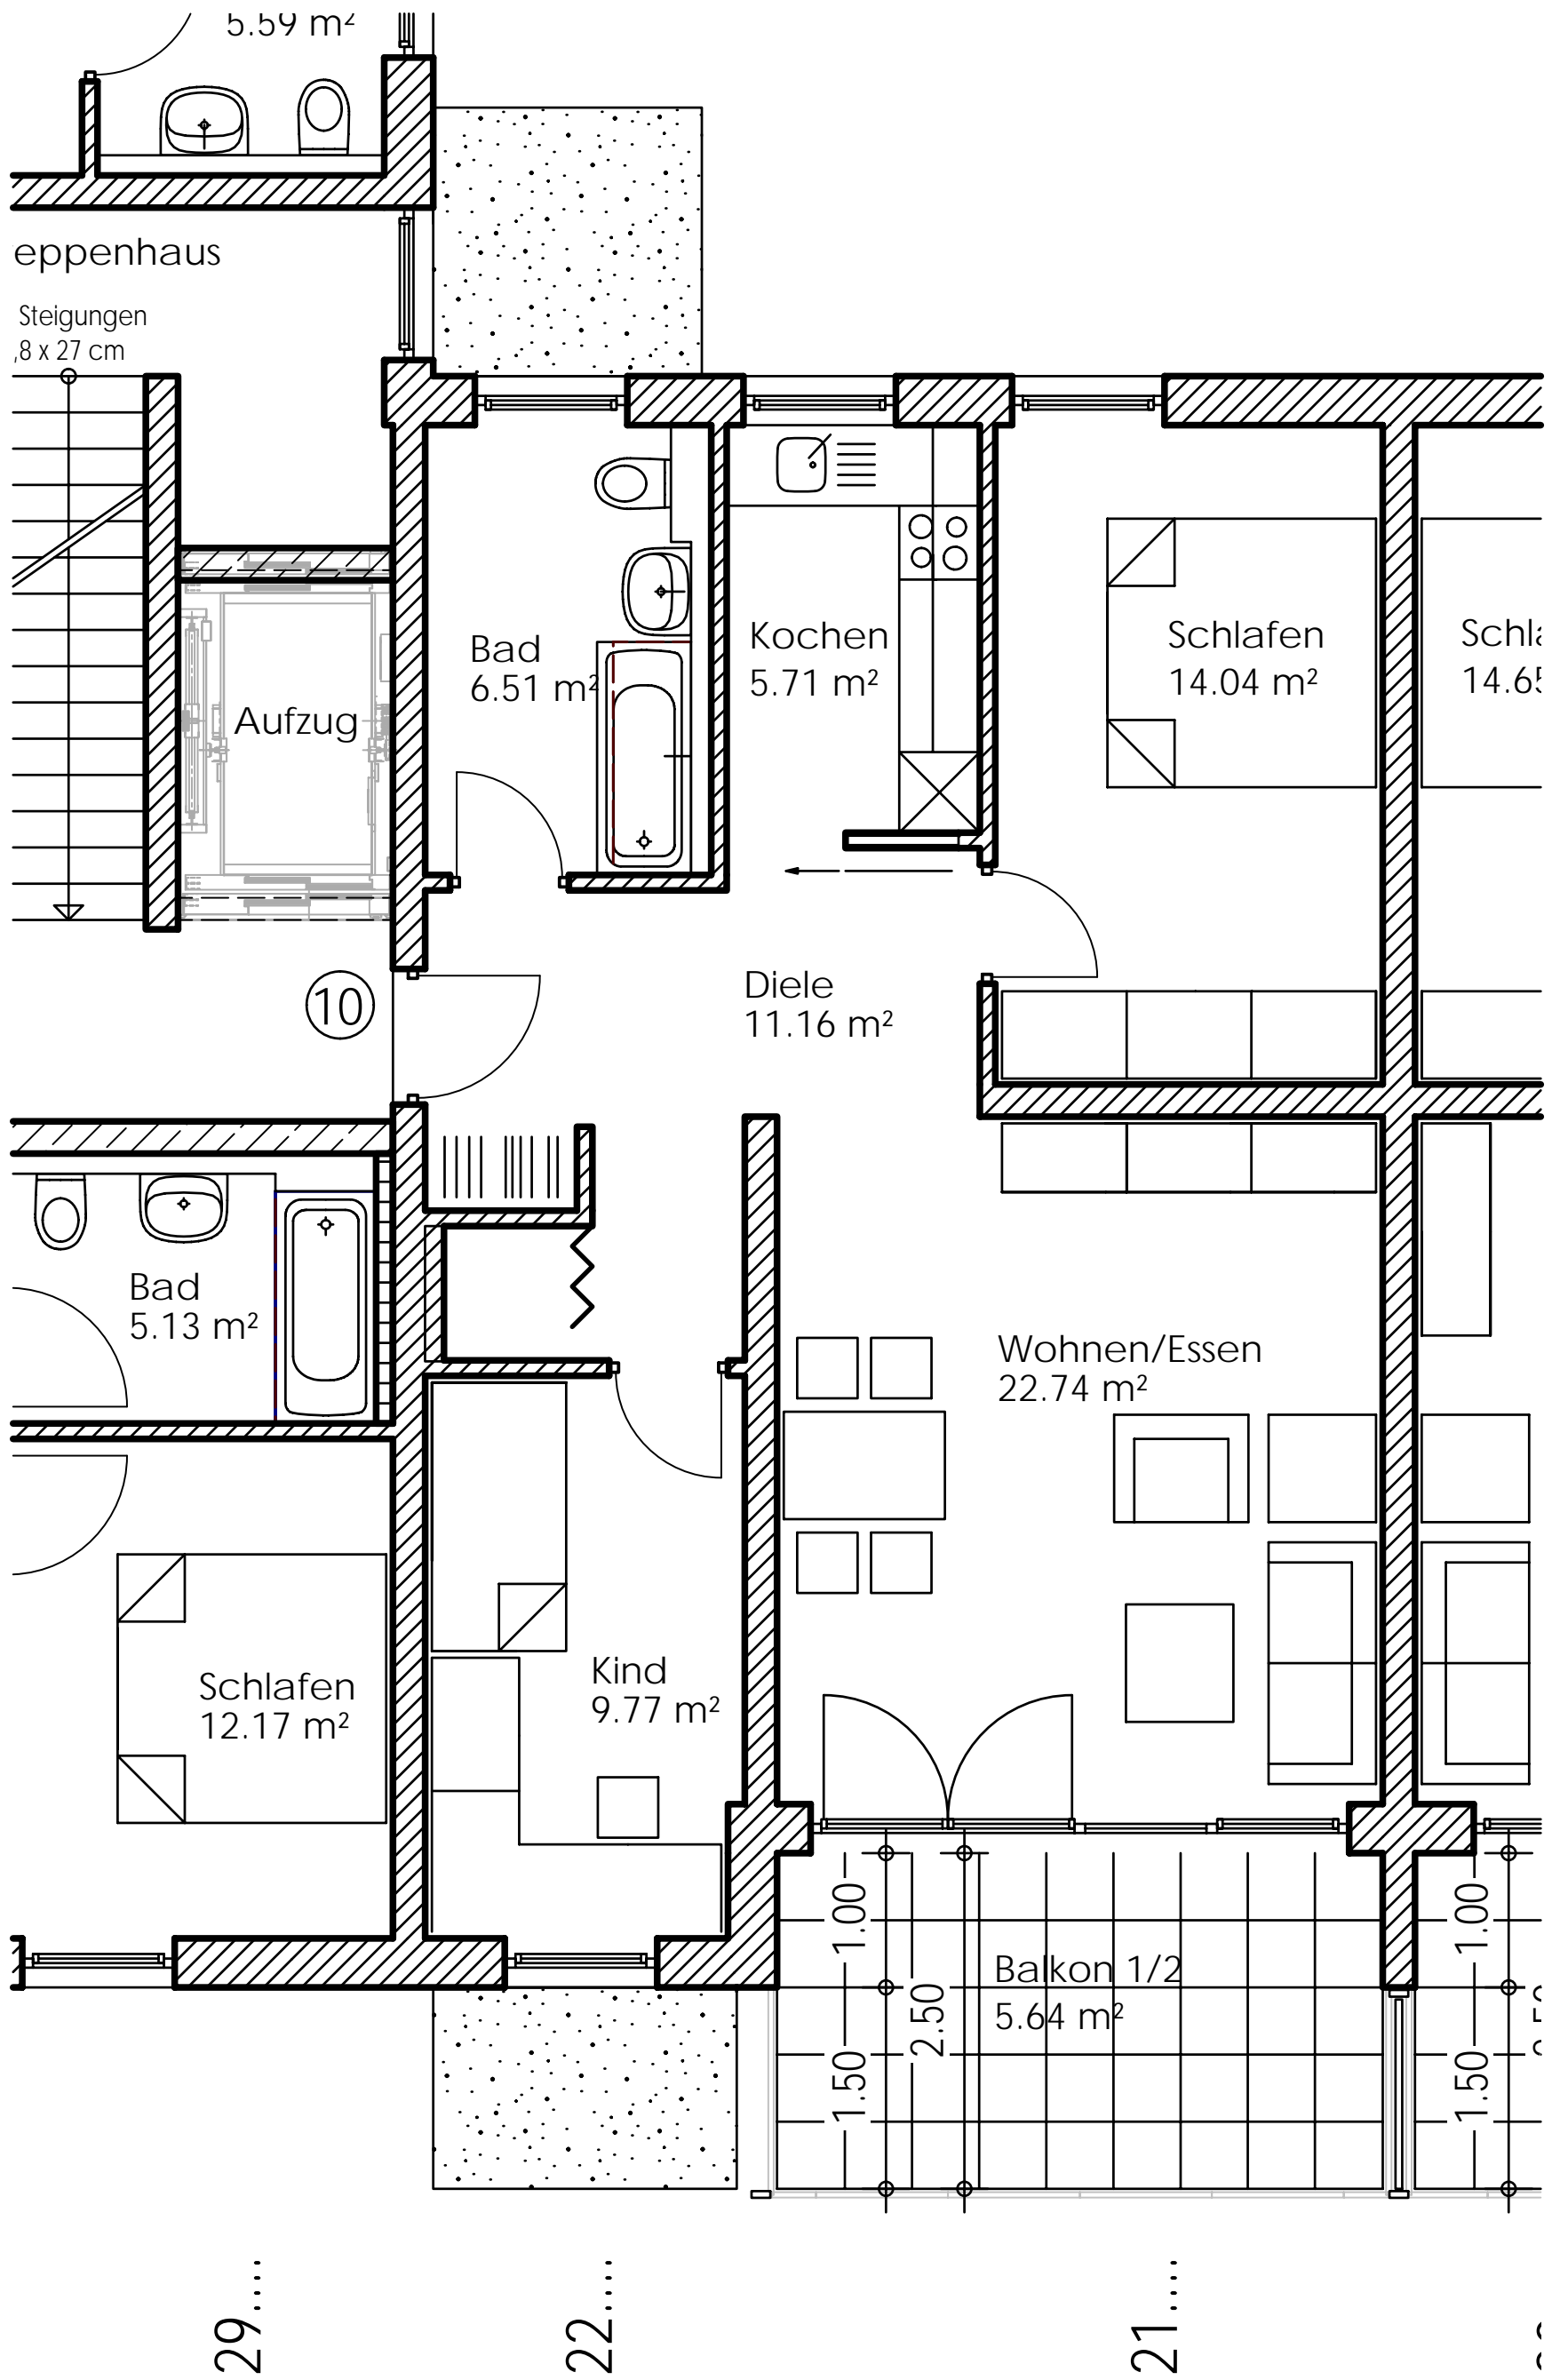 5.59 m²
eppenhaus
Steigungen
,8 x 27 cm
Bad
6.51 m²
Kochen
5.71 m²
Schlafen
14.04 m²
Schla
14.65
Aufzug
10
Diele
11.16 m²
Bad
5.13 m²
Wohnen/Essen
22.74 m²
Kind
9.77 m²
Schlafen
12.17 m²
1.00
1.50
2.50
Balkon 1/2
5.64 m²
1.00
1.50
29.....
22.....
21.....